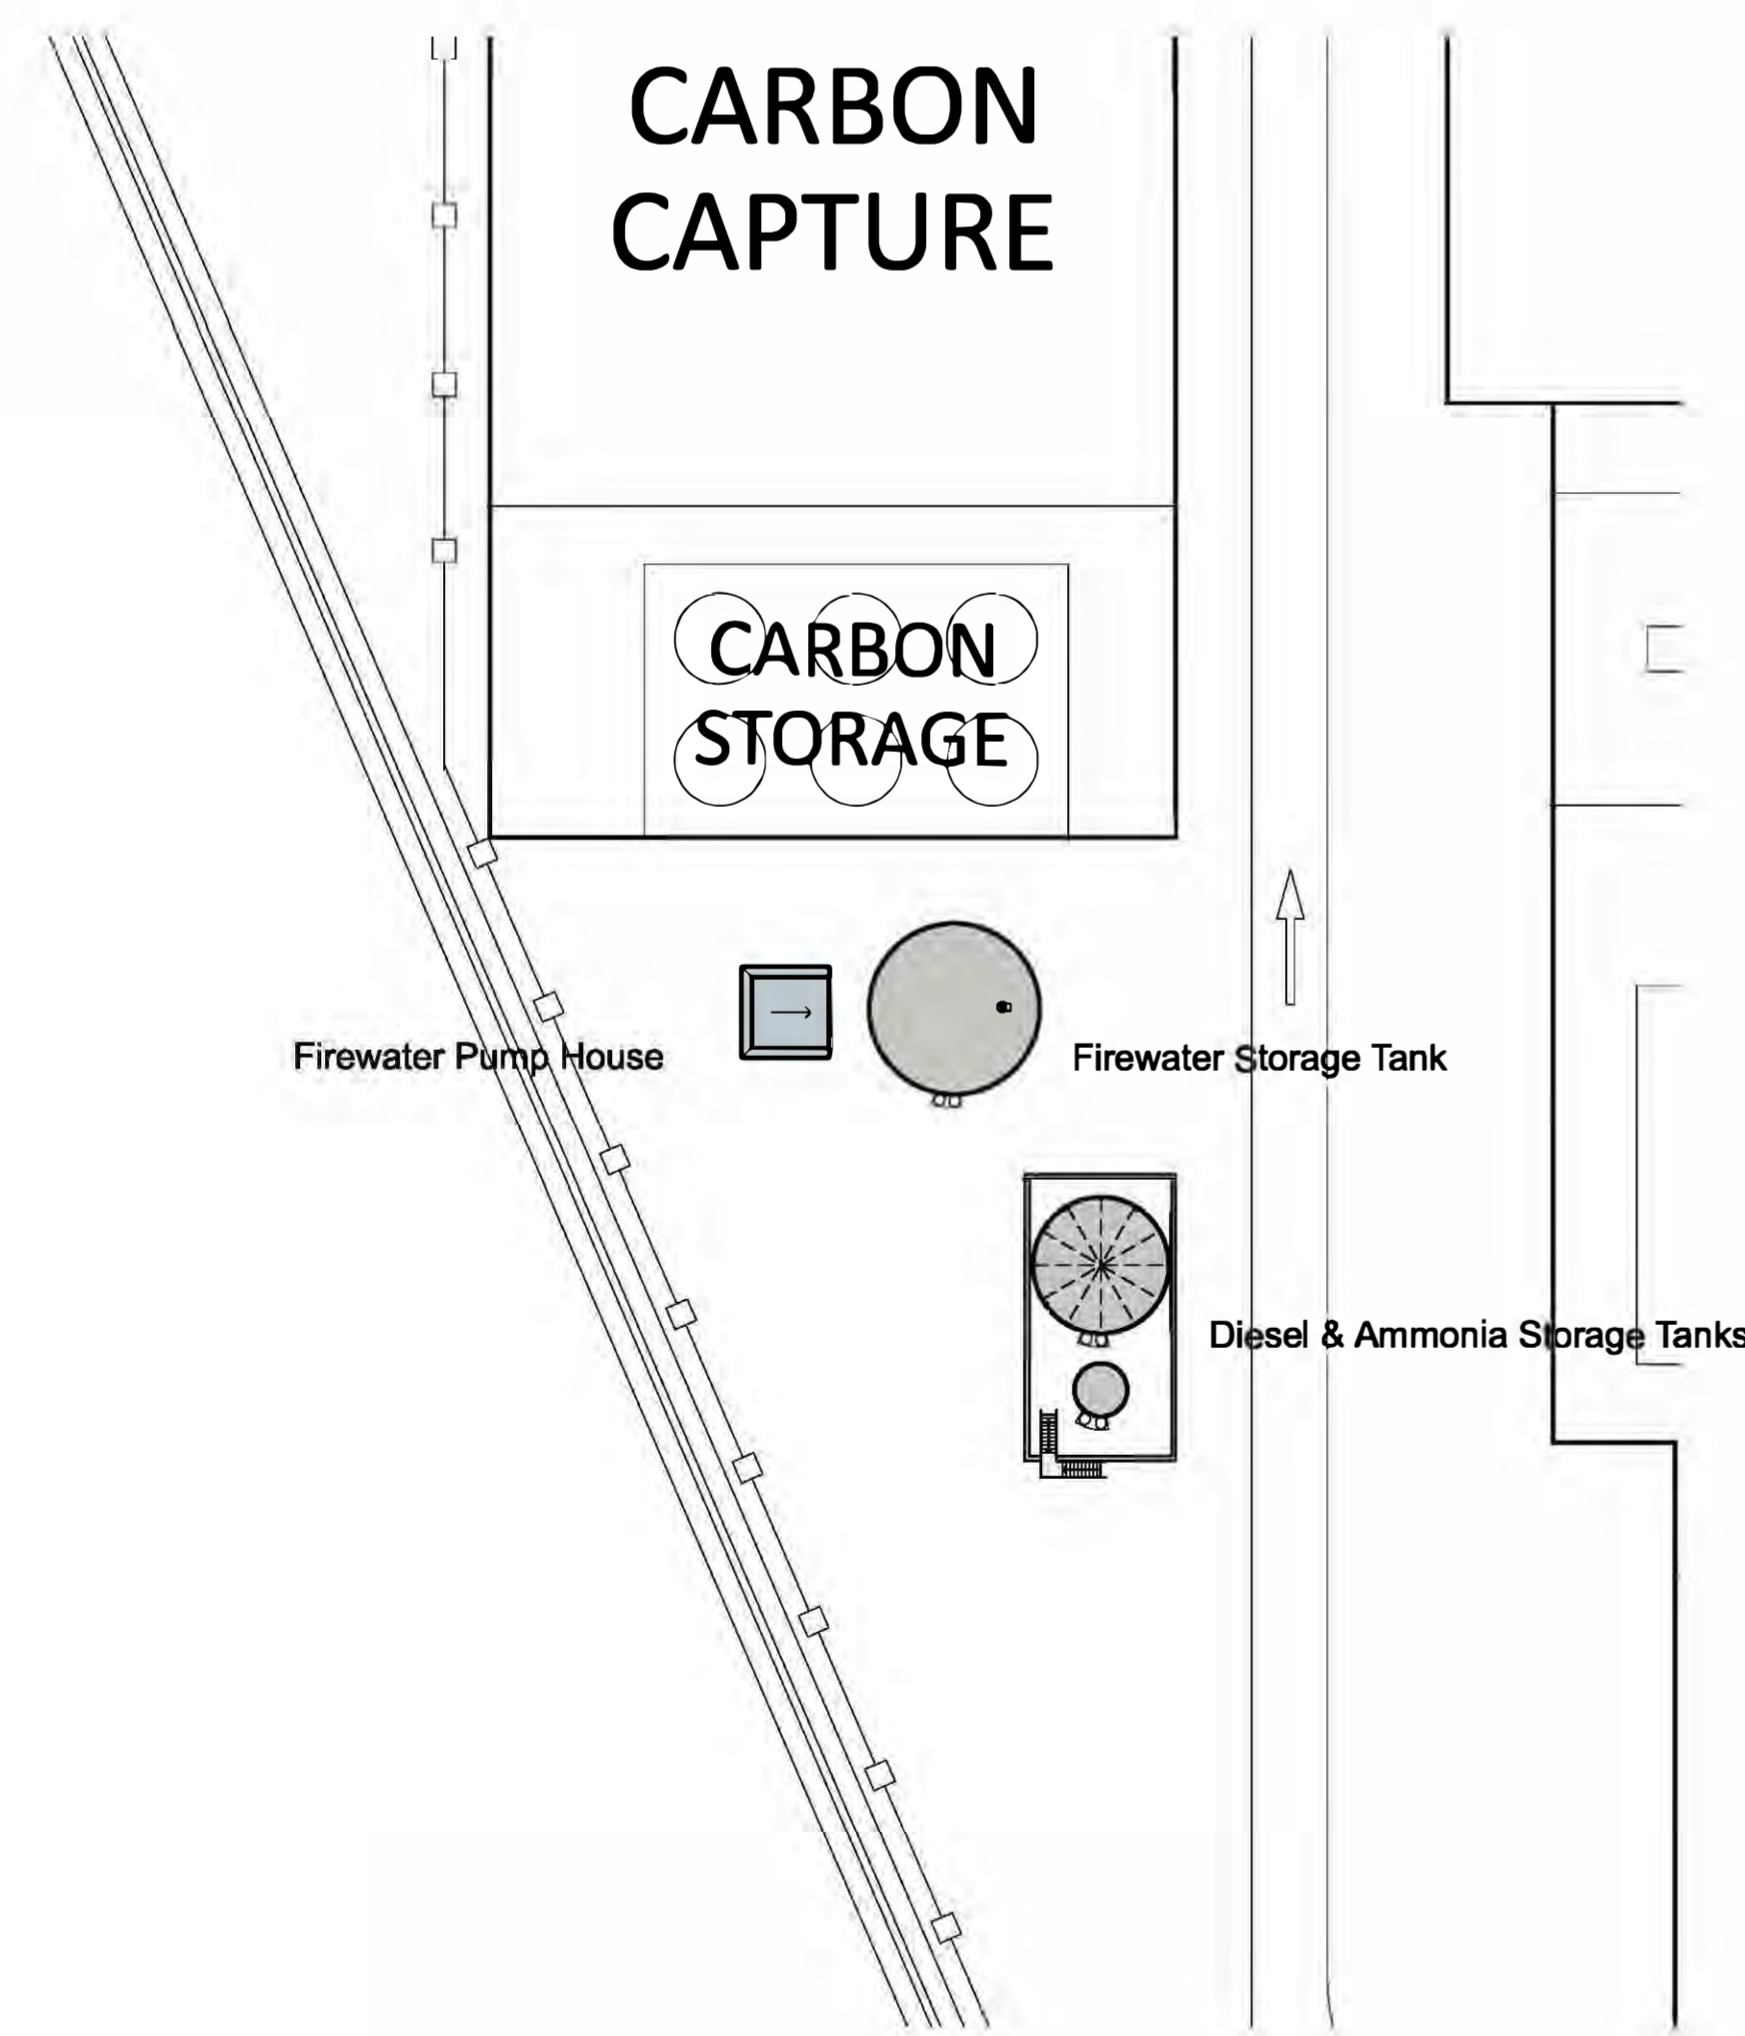 CARBON
CAPTURE
CARBON
STORAGE
Firewater Pump House
Firewater Storage Tank
Diesel & Ammonia Storage Tanks